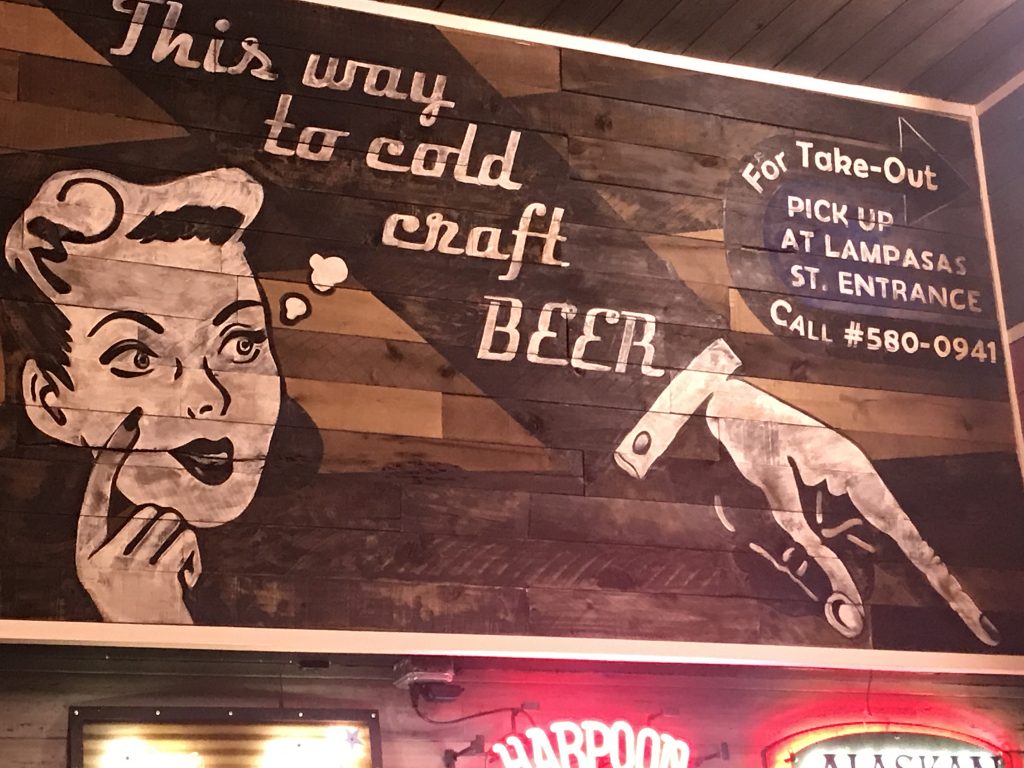 This way
to cold
craft
BEER
For Take-Out
PICK UP
AT LAMPASAS
ST. ENTRANCE
CALL #580-0941
HARPOON
ALASKAN